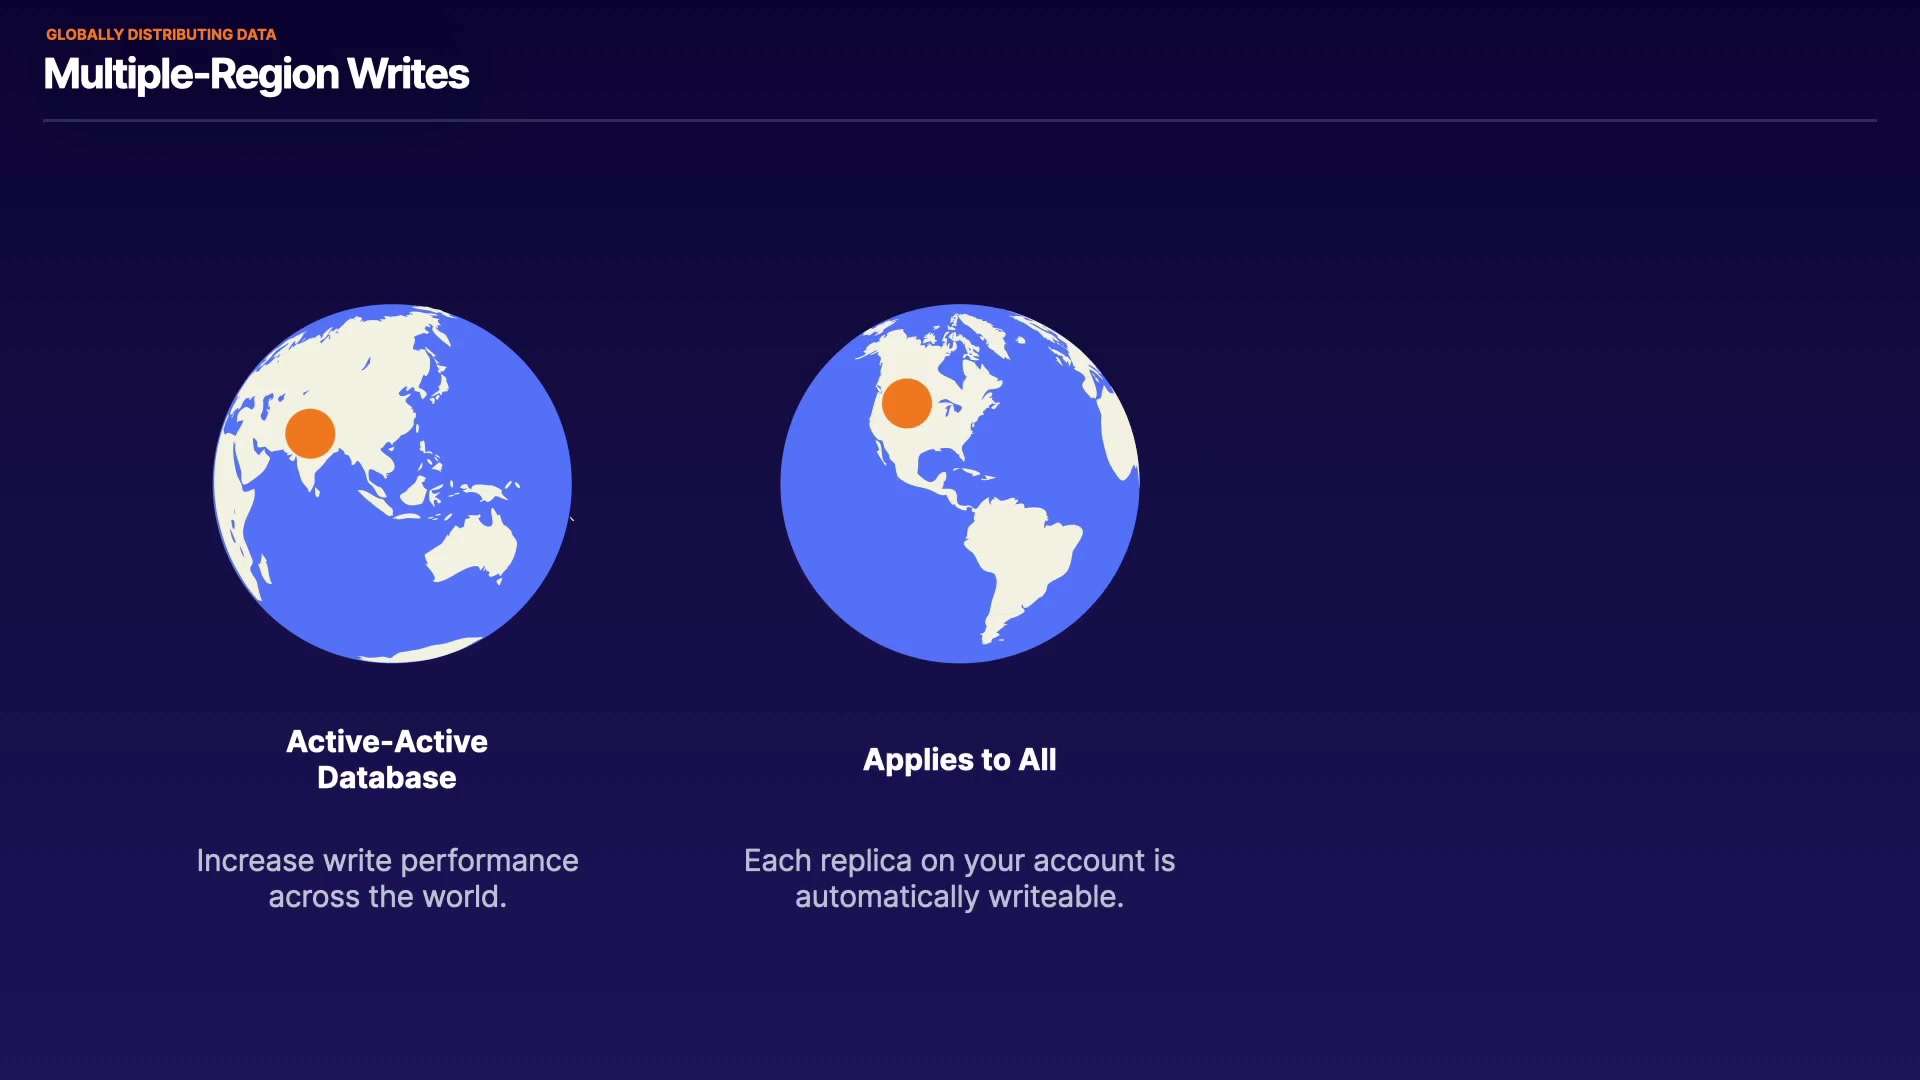 GLOBALLY DISTRIBUTING DATA
Multiple-Region Writes
Active-Active
Database
Increase write performance
across the world.
Applies to All
Each replica on your account is
automatically writeable.